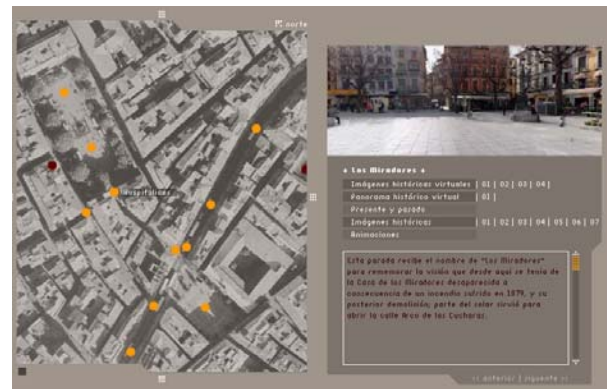 norte
Hospitalicos
+ Los Miradores +
Imágenes históricas virtuales | 01 | 02 | 03 | 04 |
Panorama histórico virtual | 01 |
Presente y pasado
Imágenes históricas | 01 | 02 | 03 | 04 | 05 | 06 | 07
Animaciones
Esta parada recibe el nombre de "Los Miradores"
para rememorar la visión que desde aquí se tenía de
la Casa de los Miradores desaparecida a
consecuencia de un incendio sufrido en 1879, y su
posterior demolición; parte del solar sirvió para
abrir la calle Arco de las Cucharas.
<< anterior | siguiente >>